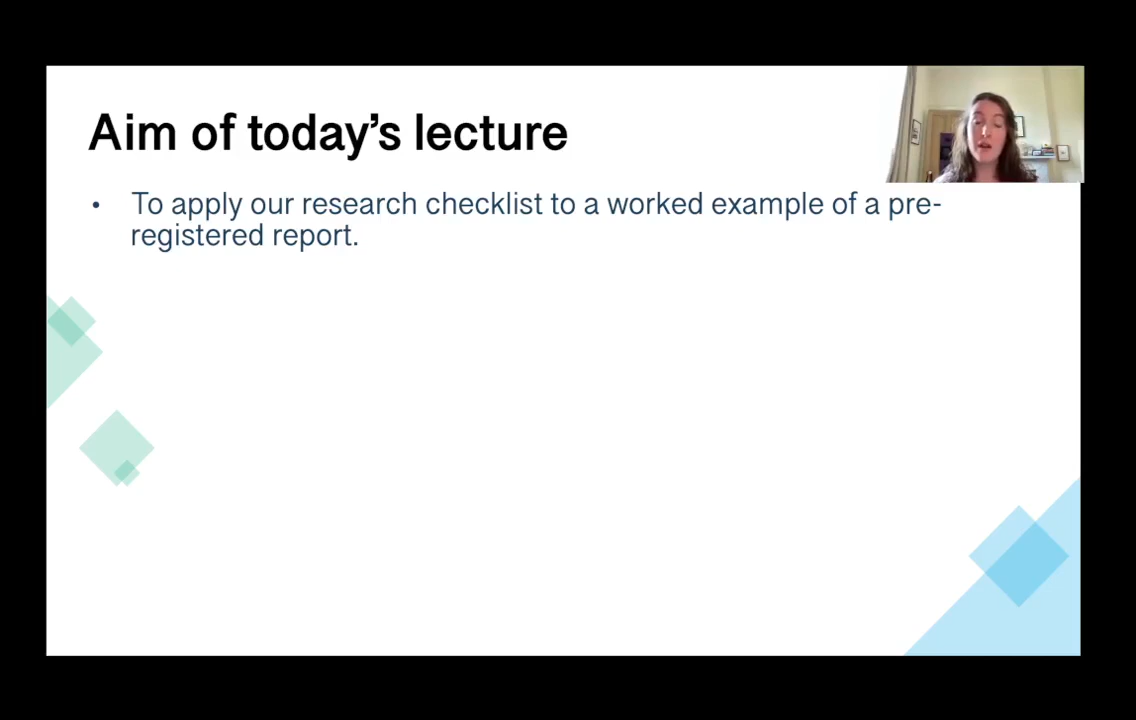 Aim of today's lecture
• To apply our research checklist to a worked example of a pre-
registered report.